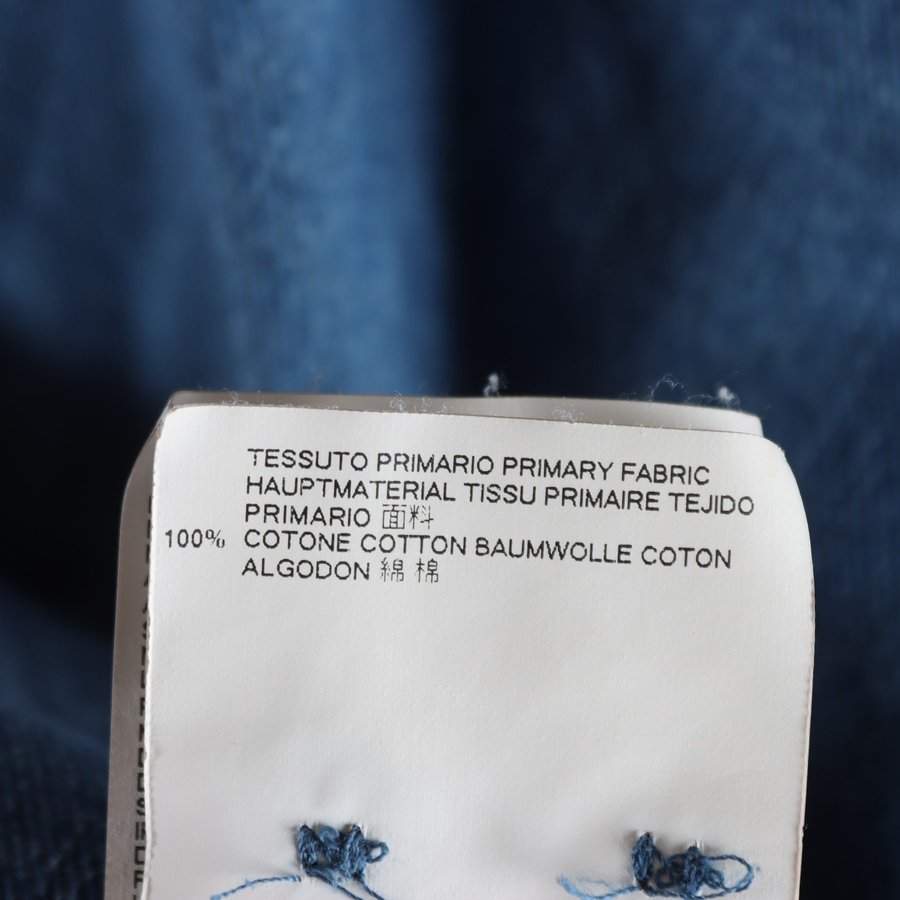 TESSUTO PRIMARIO PRIMARY FABRIC
HAUPTMATERIAL TISSU PRIMAIRE TEJIDO
PRIMARIO 面料
100% COTONE COTTON BAUMWOLLE COTON
ALGODON 綿 棉